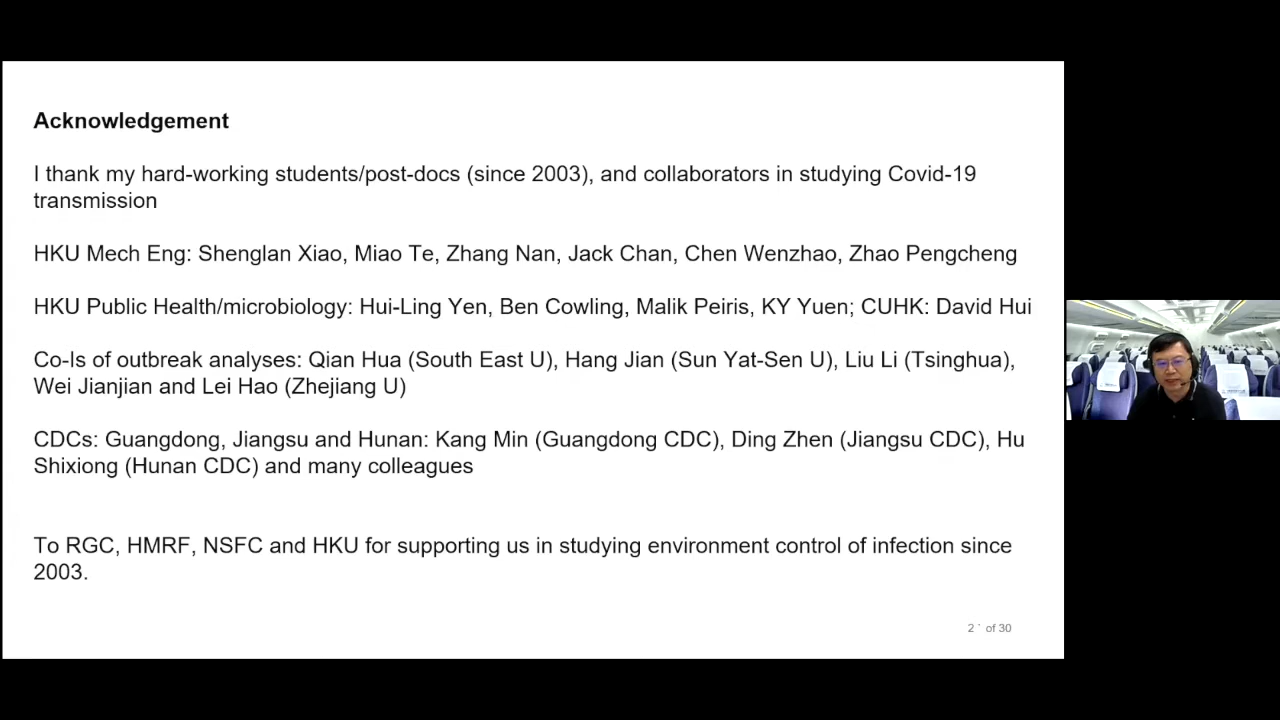 Acknowledgement
I thank my hard-working students/post-docs (since 2003), and collaborators in studying Covid-19
transmission
HKU Mech Eng: Shenglan Xiao, Miao Te, Zhang Nan, Jack Chan, Chen Wenzhao, Zhao Pengcheng
HKU Public Health/microbiology: Hui-Ling Yen, Ben Cowling, Malik Peiris, KY Yuen; CUHK: David Hui
Co-Is of outbreak analyses: Qian Hua (South East U), Hang Jian (Sun Yat-Sen U), Liu Li (Tsinghua),
Wei Jianjian and Lei Hao (Zhejiang U)
CDCs: Guangdong, Jiangsu and Hunan: Kang Min (Guangdong CDC), Ding Zhen (Jiangsu CDC), Hu
Shixiong (Hunan CDC) and many colleagues
To RGC, HMRF, NSFC and HKU for supporting us in studying environment control of infection since
2003.
of 30